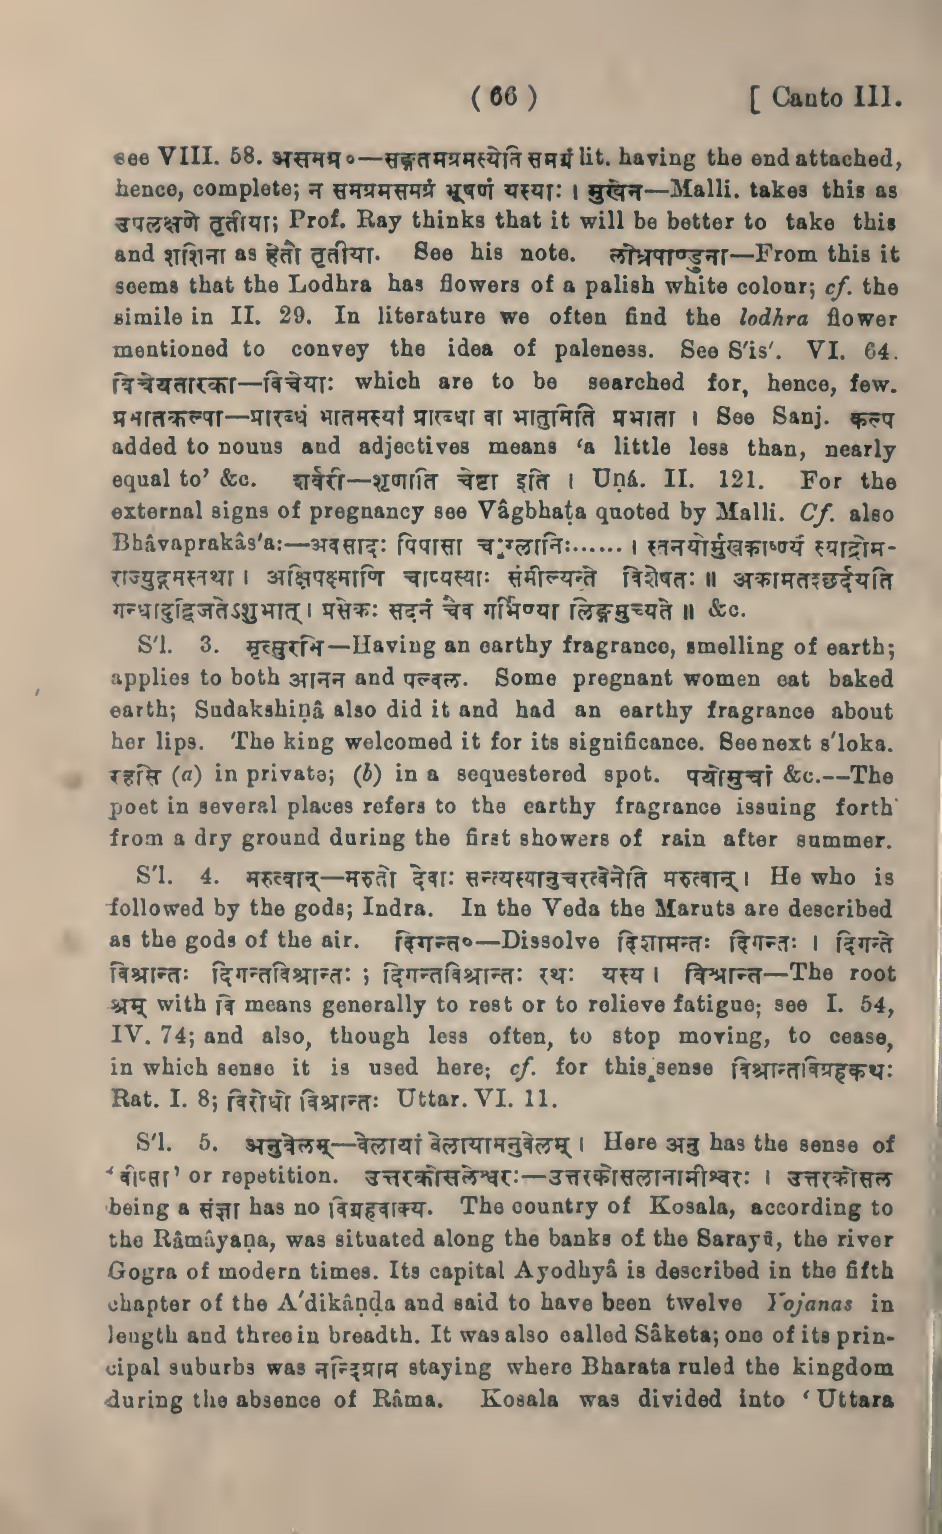 ( 66 ) [ Canto III.
see VIII. 58. असमग्र०—सङ्गतमग्रमस्येति समग्रं lit. having the end attached,
hence, complete; न समग्रमसमग्रं भूषणं यस्याः । मुखेन—Malli. takes this as
उपलक्षणे तृतीया; Prof. Ray thinks that it will be better to take this
and शशिना as हेतौ तृतीया. See his note. लोध्रपाण्डुना—From this it
seems that the Lodhra has flowers of a palish white colour; cf. the
simile in II. 29. In literature we often find the lodhra flower
mentioned to convey the idea of paleness. See S'is'. VI. 64.
विचेयतारका—विचेयाः which are to be searched for, hence, few.
प्रभातकल्पा—प्रारब्धं भातमस्यां प्रारब्धा वा भातुमिति प्रभाता । See Sanj. कल्प
added to nouns and adjectives means 'a little less than, nearly
equal to' &c. शर्वरी—शृणाति चेष्टा इति । Uṇá. II. 121. For the
external signs of pregnancy see Vâgbhaṭa quoted by Malli. Cf. also
Bhâvaprakâs'a:—अवसादः पिपासा च ग्लानिः...... । स्तनयोर्मुखकार्ष्ण्यं स्याद्रोम-
राज्युद्गमस्तथा । अक्षिपक्ष्माणि चाप्यस्याः संमील्यन्ते विशेषतः ॥ अकामतश्छर्दयति
गन्धादुद्विजतेऽशुभात् । प्रसेकः सदनं चैव गर्भिण्या लिङ्गमुच्यते ॥ &c.
S'l. 3. मृत्सुरभि—Having an earthy fragrance, smelling of earth;
applies to both आनन and पल्वल. Some pregnant women eat baked
earth; Sudakshiṇâ also did it and had an earthy fragrance about
her lips. The king welcomed it for its significance. See next s'loka.
रहसि (a) in private; (b) in a sequestered spot. पयोमुचां &c.--The
poet in several places refers to the earthy fragrance issuing forth
from a dry ground during the first showers of rain after summer.
S'l. 4. मरुत्वान्—मरुतो देवाः सन्त्यस्यानुचरत्वेनेति मरुत्वान् । He who is
followed by the gods; Indra. In the Veda the Maruts are described
as the gods of the air. दिगन्त०—Dissolve दिशामन्तः दिगन्तः । दिगन्ते
विश्रान्तः दिगन्तविश्रान्तः ; दिगन्तविश्रान्तः रथः यस्य । विश्रान्त—The root
श्रम् with वि means generally to rest or to relieve fatigue; see I. 54,
IV. 74; and also, though less often, to stop moving, to cease,
in which sense it is used here; cf. for this sense विश्रान्तविग्रहकथः
Rat. I. 8; विरोधो विश्रान्तः Uttar. VI. 11.
S'l. 5. अनुवेलम्—वेलायां वेलायामनुवेलम् । Here अनु has the sense of
'वीप्सा' or repetition. उत्तरकोसलेश्वरः—उत्तरकोसलानामीश्वरः । उत्तरकोसल
being a संज्ञा has no विग्रहवाक्य. The country of Kosala, according to
the Râmâyaṇa, was situated along the banks of the Sarayū, the river
Gogra of modern times. Its capital Ayodhyâ is described in the fifth
chapter of the A'dikâṇḍa and said to have been twelve Yojanas in
length and three in breadth. It was also called Sâketa; one of its prin-
cipal suburbs was नन्दिग्राम staying where Bharata ruled the kingdom
during the absence of Râma. Kosala was divided into 'Uttara